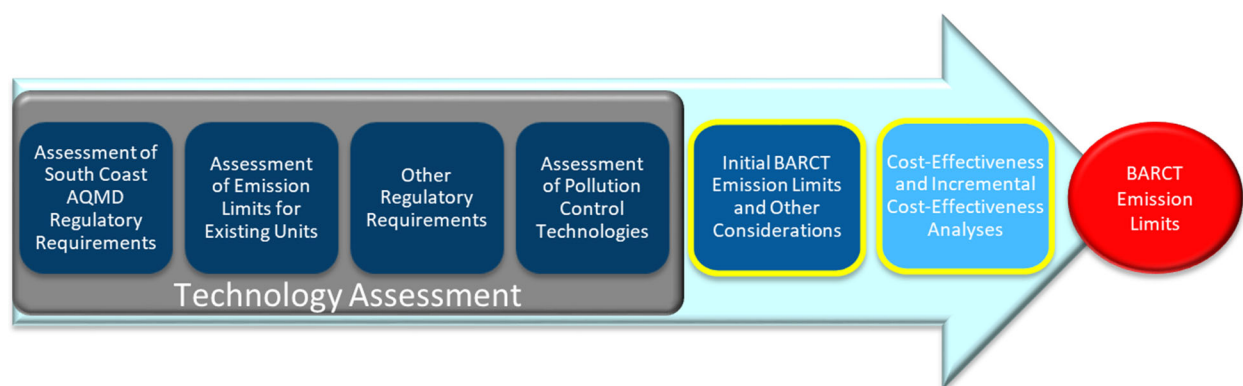 Assessment of
South Coast
AQMD
Regulatory
Requirements
Assessment
of Emission
Limits for
Existing Units
Other
Regulatory
Requirements
Assessment
of Pollution
Control
Technologies
Technology Assessment
Initial BARCT
Emission Limits
and Other
Considerations
Cost-Effectiveness
and Incremental
Cost-Effectiveness
Analyses
BARCT
Emission
Limits